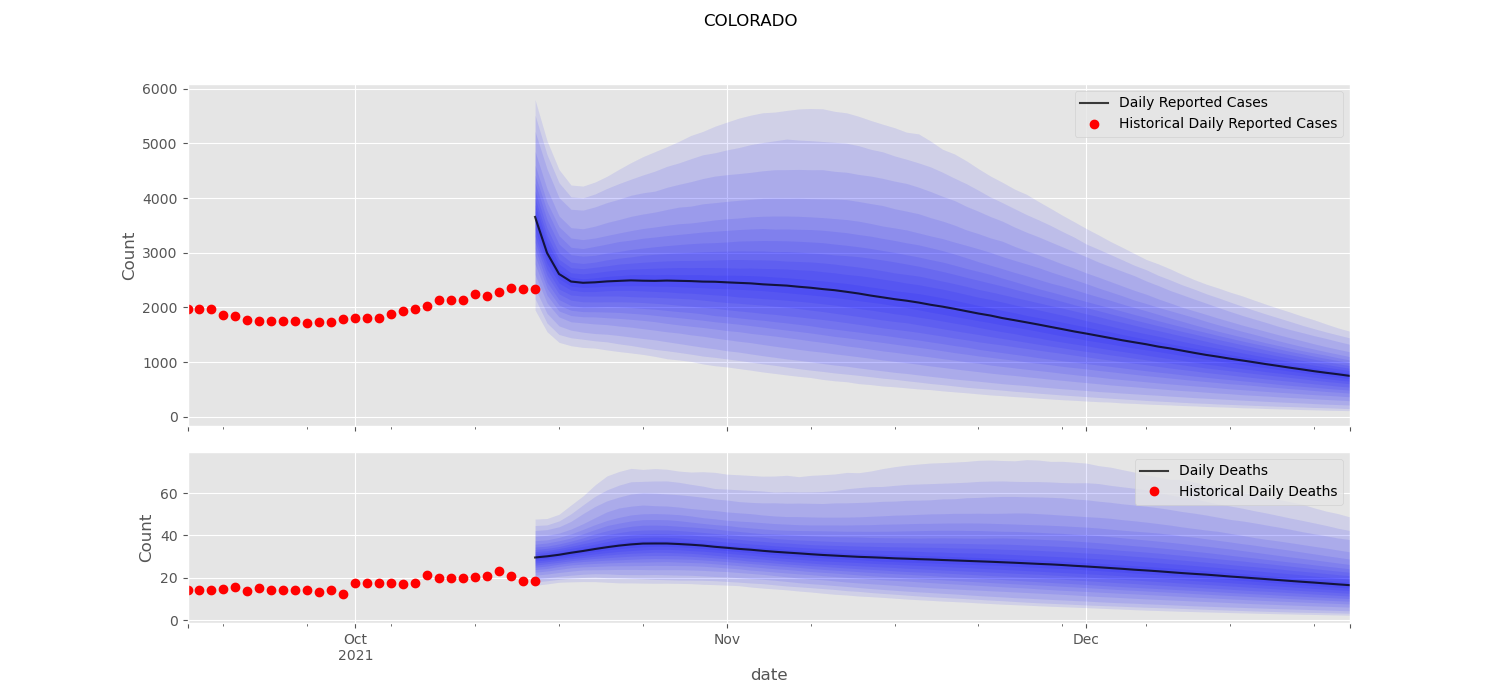 COLORADO
6000
5000
4000
3000
2000
1000
0
Count
Daily Reported Cases
Historical Daily Reported Cases
60
40
20
0
Count
Daily Deaths
Historical Daily Deaths
Oct
2021
Nov
Dec
date